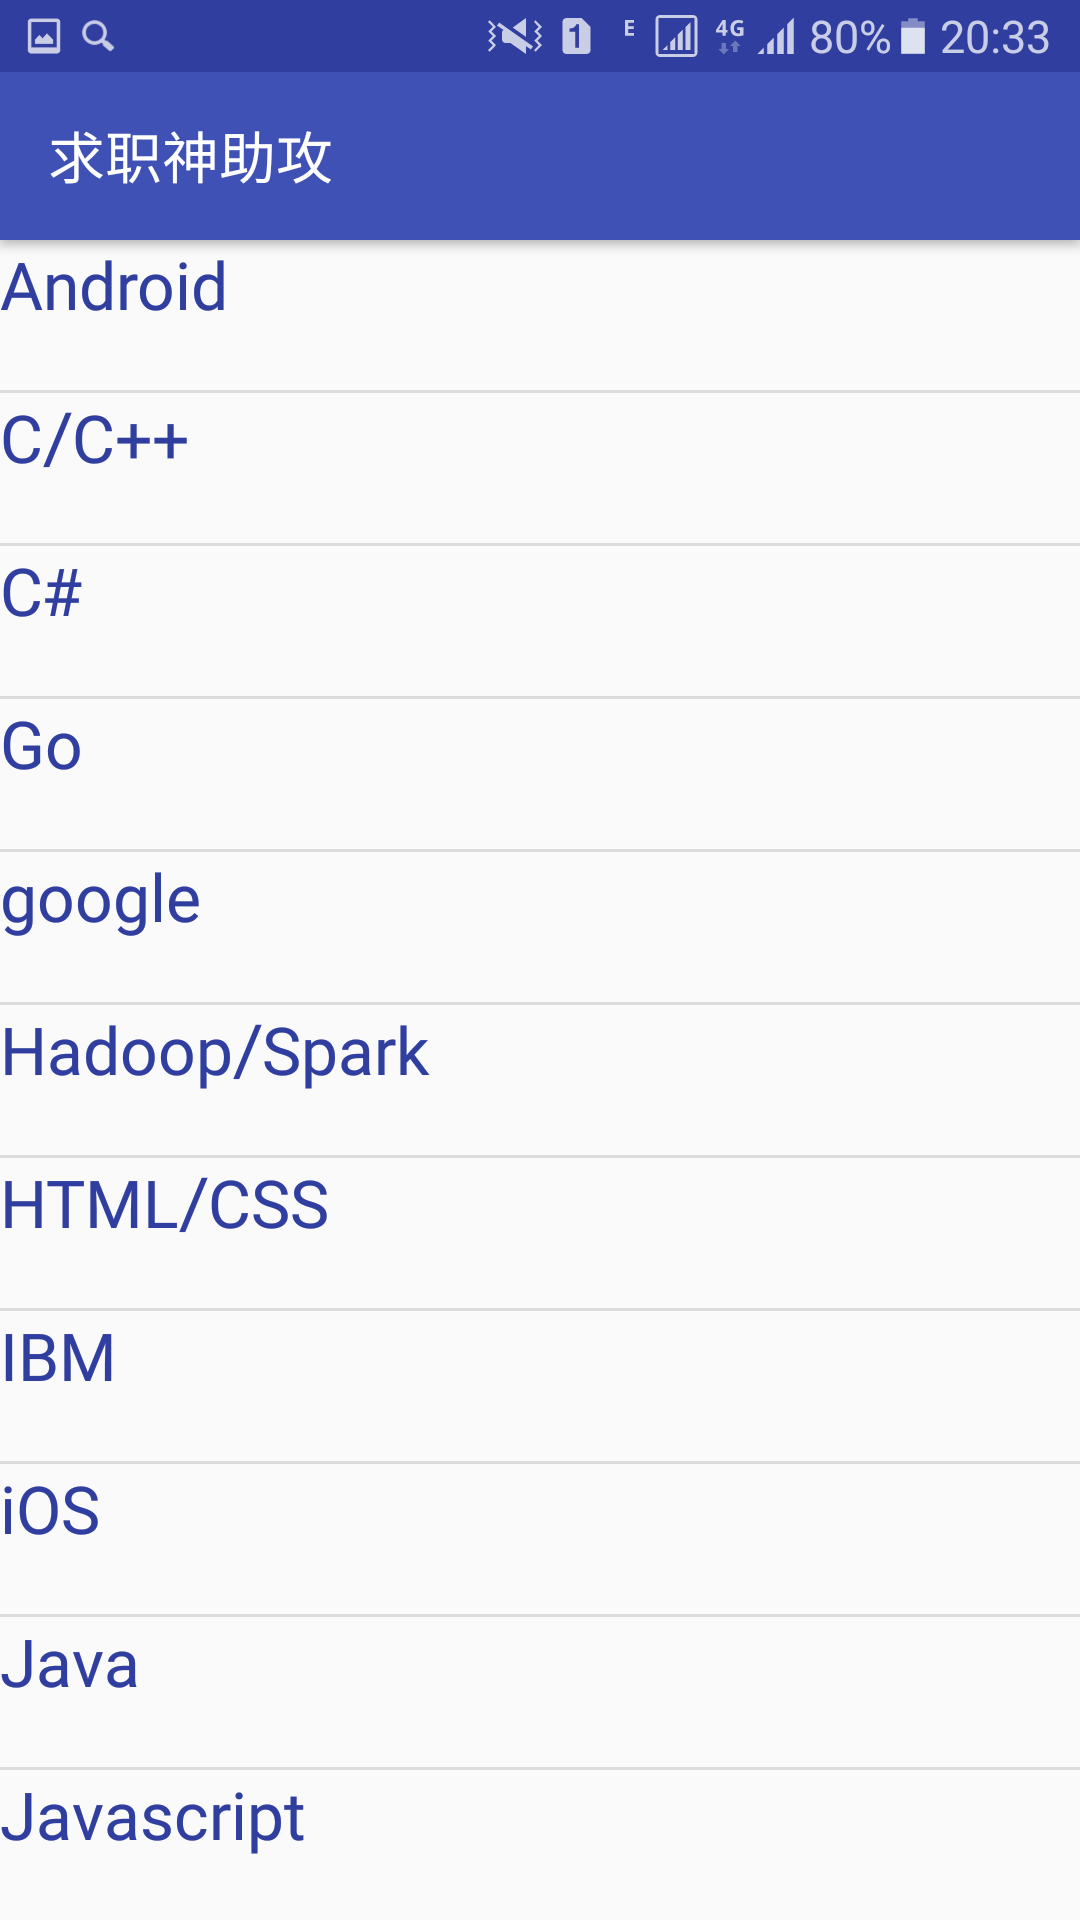 1 E 4G 80% 20:33
求职神助攻
Android
C/C++
C#
Go
google
Hadoop/Spark
HTML/CSS
IBM
iOS
Java
Javascript